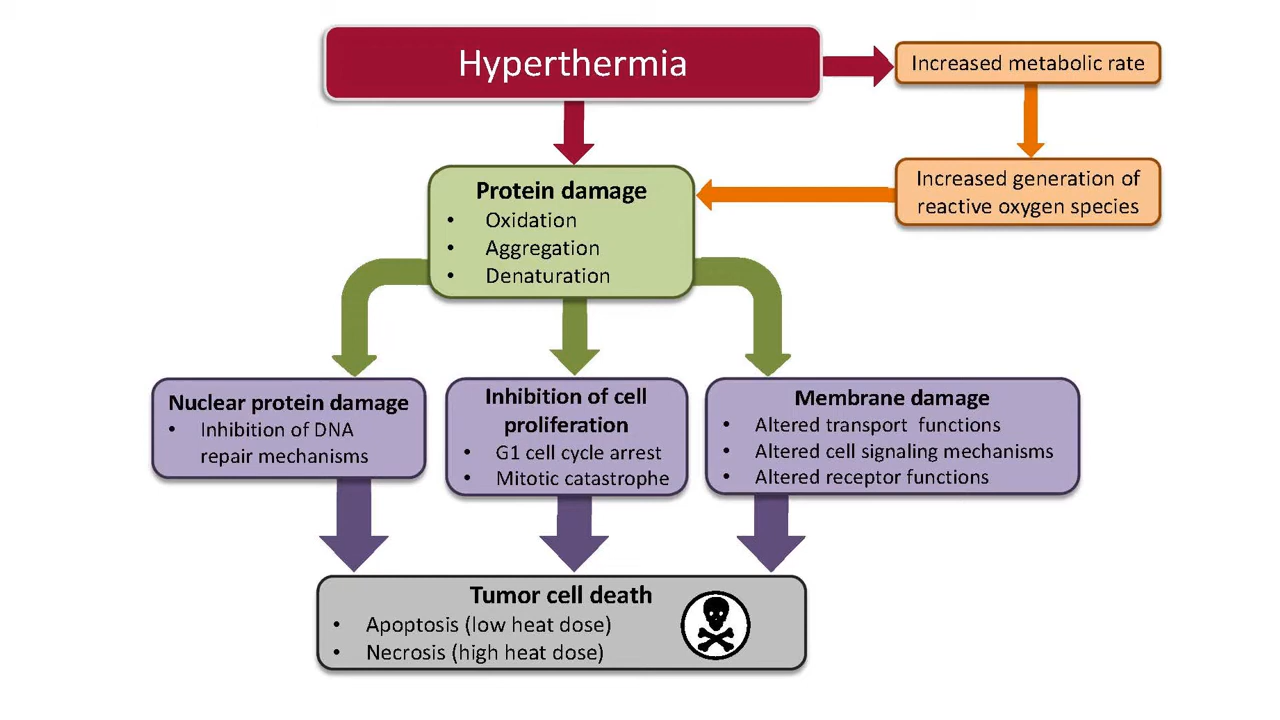 Hyperthermia
Increased metabolic rate
Increased generation of
reactive oxygen species
Protein damage
• Oxidation
• Aggregation
• Denaturation
Nuclear protein damage
• Inhibition of DNA
repair mechanisms
Inhibition of cell
proliferation
• G1 cell cycle arrest
• Mitotic catastrophe
Membrane damage
• Altered transport functions
• Altered cell signaling mechanisms
• Altered receptor functions
Tumor cell death
• Apoptosis (low heat dose)
• Necrosis (high heat dose)